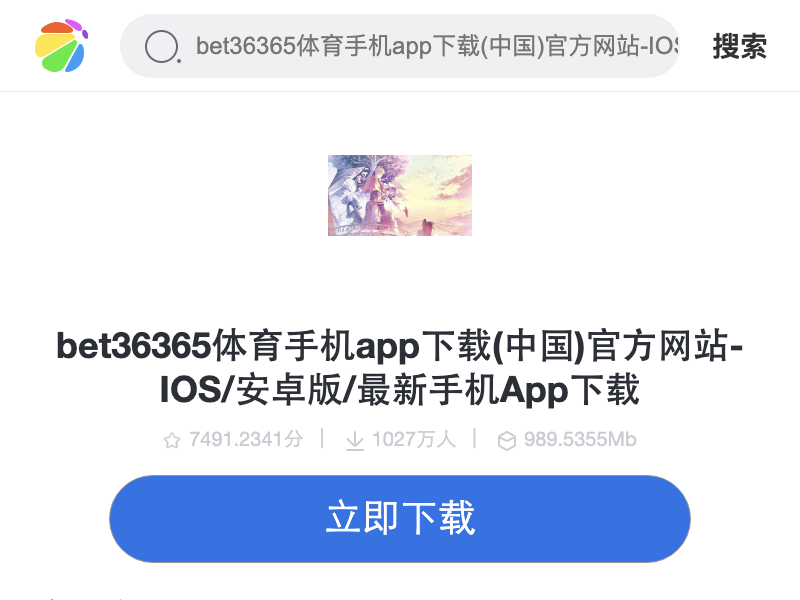 bet36365体育手机app下载(中国)官方网站-IOS
搜索
bet36365体育手机app下载(中国)官方网站-
IOS/安卓版/最新手机App下载
7491.2341分 | 1027万人 | 989.5355Mb
立即下载